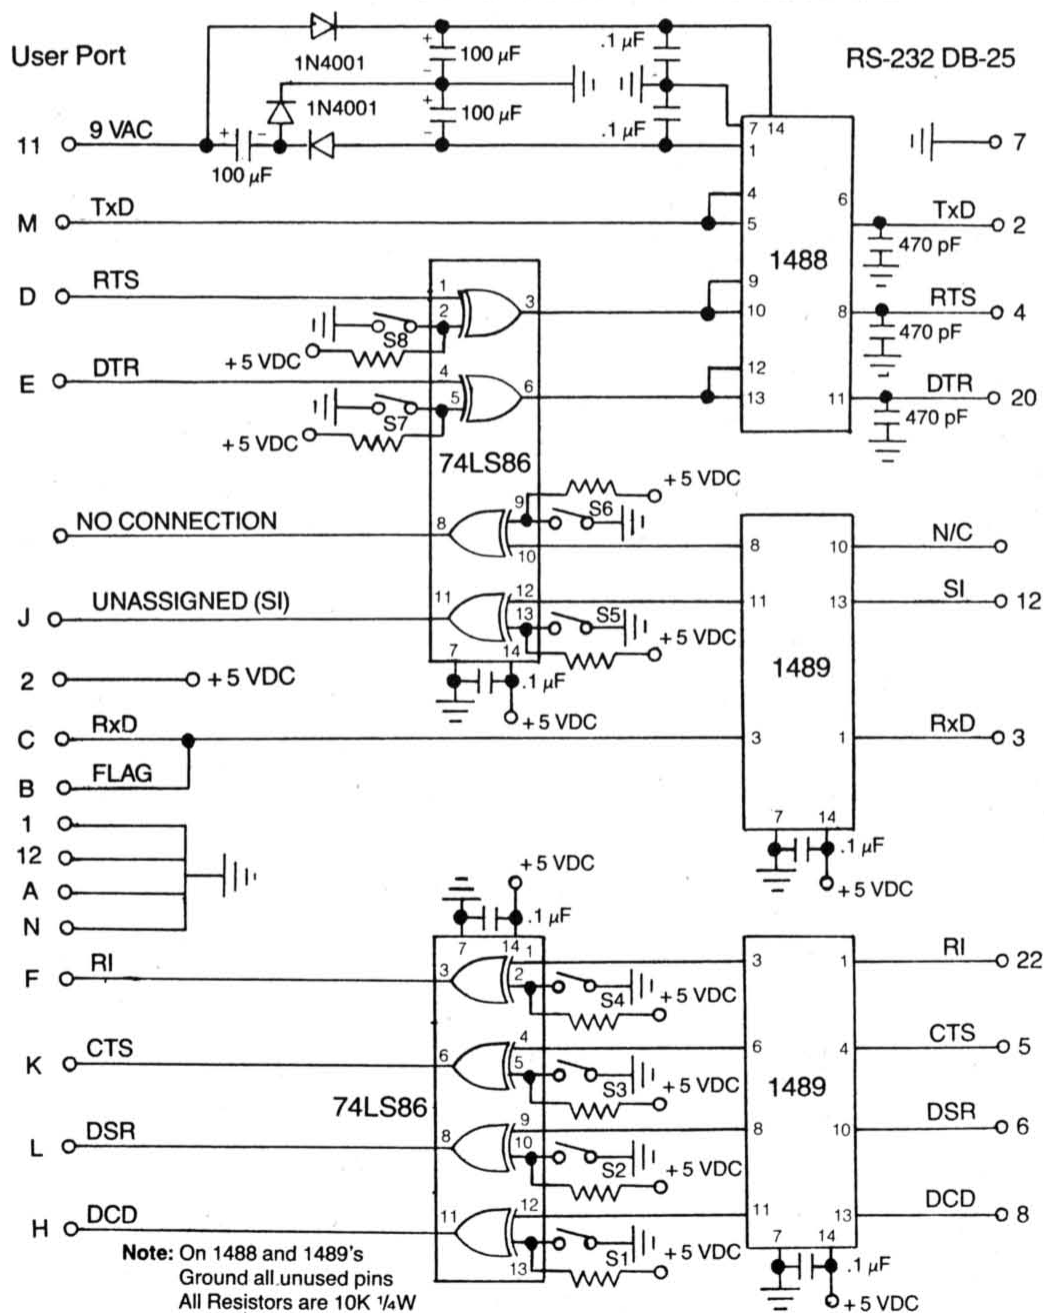 User Port
RS-232 DB-25
1N4001
+
100 µF
-
.1 µF
1N4001
+
100 µF
-
.1 µF
11
9 VAC
+
-
100 µF
7 14
1
7
M
TxD
4
5
6
TxD
2
470 pF
1488
D
RTS
1
2
3
S8
+5 VDC
9
10
8
RTS
4
470 pF
E
DTR
4
5
6
S7
+5 VDC
12
13
11
DTR
20
470 pF
74LS86
+5 VDC
NO CONNECTION
8
9
10
S6
8
10
N/C
J
UNASSIGNED (SI)
11
12
13
S5
+5 VDC
11
13
SI
12
7
14
.1 µF
+5 VDC
1489
2
+5 VDC
C
RxD
3
1
RxD
3
B
FLAG
7
14
.1 µF
+5 VDC
1
12
A
N
+5 VDC
.1 µF
7
14
F
RI
3
1
2
S4
+5 VDC
3
1
RI
22
K
CTS
6
4
5
S3
+5 VDC
6
4
CTS
5
74LS86
1489
L
DSR
8
9
10
S2
+5 VDC
8
10
DSR
6
H
DCD
11
12
13
S1
+5 VDC
11
13
DCD
8
7
14
.1 µF
+5 VDC
Note: On 1488 and 1489's
Ground all unused pins
All Resistors are 10K 1/4W